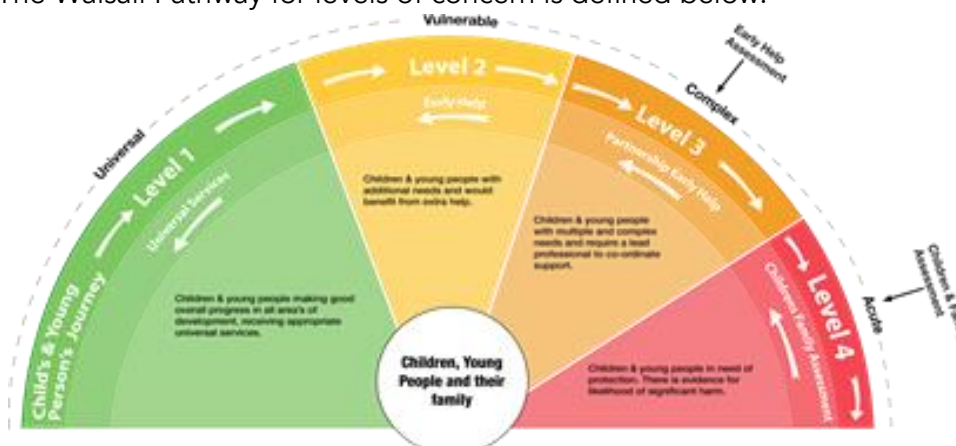 The Walsall Pathway for levels of concern is defined below.
Vulnerable
Early Help
Assessment
Universal
Complex
Level 1
Level 2
Level 3
Level 4
Universal Services
Early Help
Partnership Early Help
Childrens Family Assessment
Child's & Young
Person's Journey
Children & young people making good
overall progress in all area's of
development, receiving appropriate
universal services.
Children & young people with
additional needs and would
benefit from extra help.
Children & young people
with multiple and complex
needs and require a lead
professional to co-ordinate
support.
Children & young people in need of
protection. There is evidence for
likelihood of significant harm.
Children, Young
People and their
family
Acute
Children &
Assessment